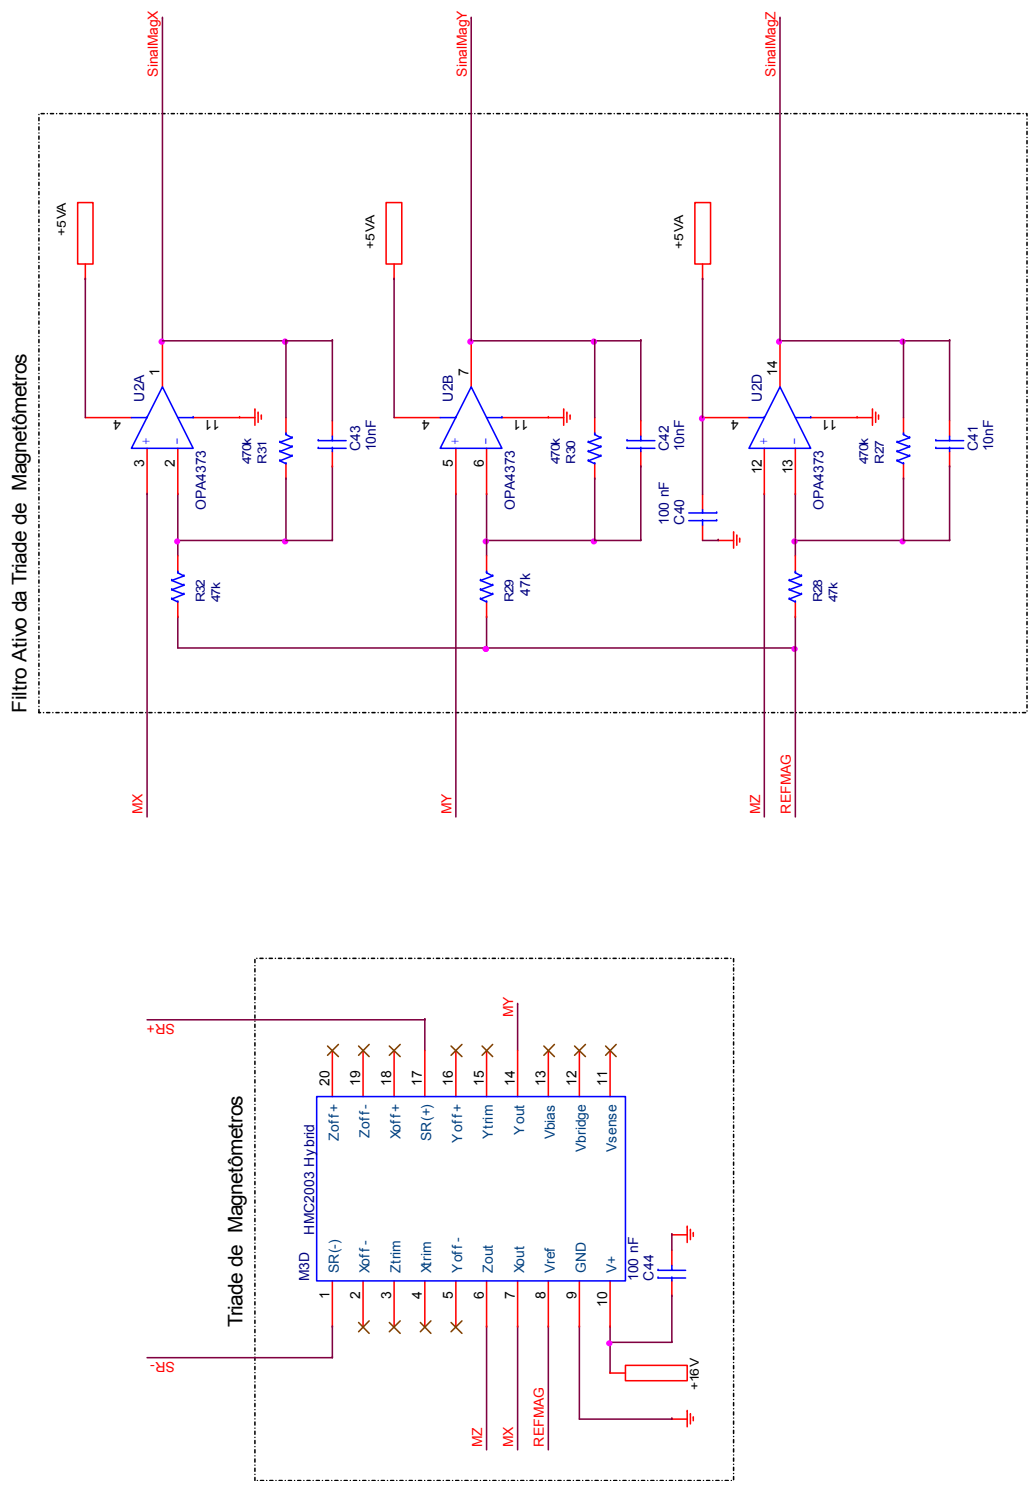 Filtro Ativo da Triade de Magnetômetros
SinalMagX
+5VA
U2A
1
4
11
3
2
+
-
OPA4373
470k
R31
C43
10nF
R32
47k
MX
SinalMagY
+5VA
U2B
7
4
11
5
6
+
-
OPA4373
470k
R30
C42
10nF
R29
47k
MY
SinalMagZ
+5VA
U2D
14
4
11
12
13
+
-
OPA4373
100 nF
C40
470k
R27
C41
10nF
R28
47k
MZ
REFMAG
Triade de Magnetômetros
SR+
SR-
MY
M3D
HMC2003 Hybrid
20
Zoff+
19
Zoff-
18
Xoff+
17
SR(+)
16
Yoff+
15
Ytrim
14
Yout
13
Vbias
12
Vbridge
11
Vsense
1
SR(-)
2
Xoff-
3
Ztrim
4
Xtrim
5
Yoff-
6
Zout
7
Xout
8
Vref
9
GND
10
V+
100 nF
C44
MZ
MX
REFMAG
+16V